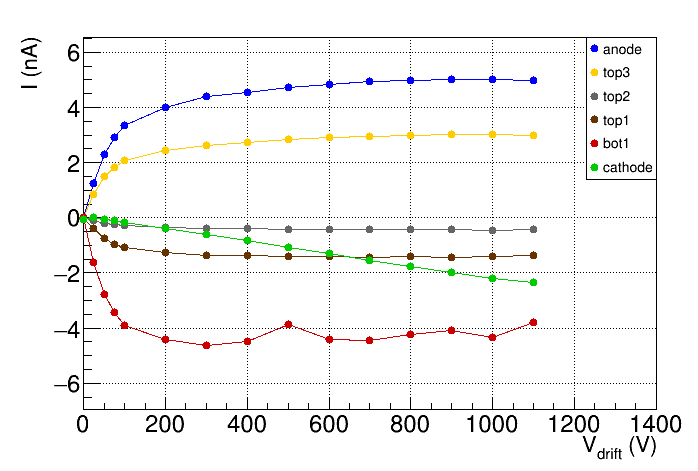 I (nA)
6
4
2
0
−2
−4
−6
0 200 400 600 800 1000 1200 1400
V_drift (V)
anode
top3
top2
top1
bot1
cathode